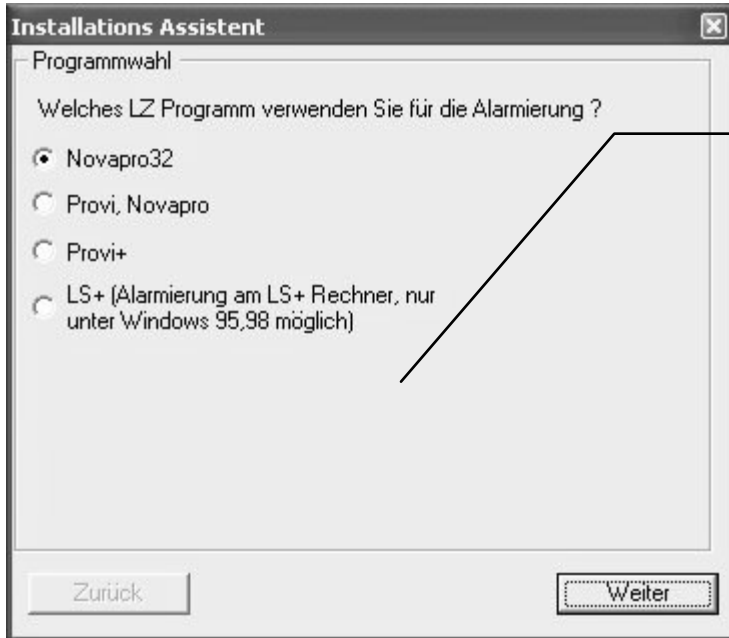 Installations Assistent
Programmwahl
Welches LZ Programm verwenden Sie für die Alarmierung ?
Novapro32
Provi, Novapro
Provi+
LS+ (Alarmierung am LS+ Rechner, nur
unter Windows 95,98 möglich)
Zurück
Weiter